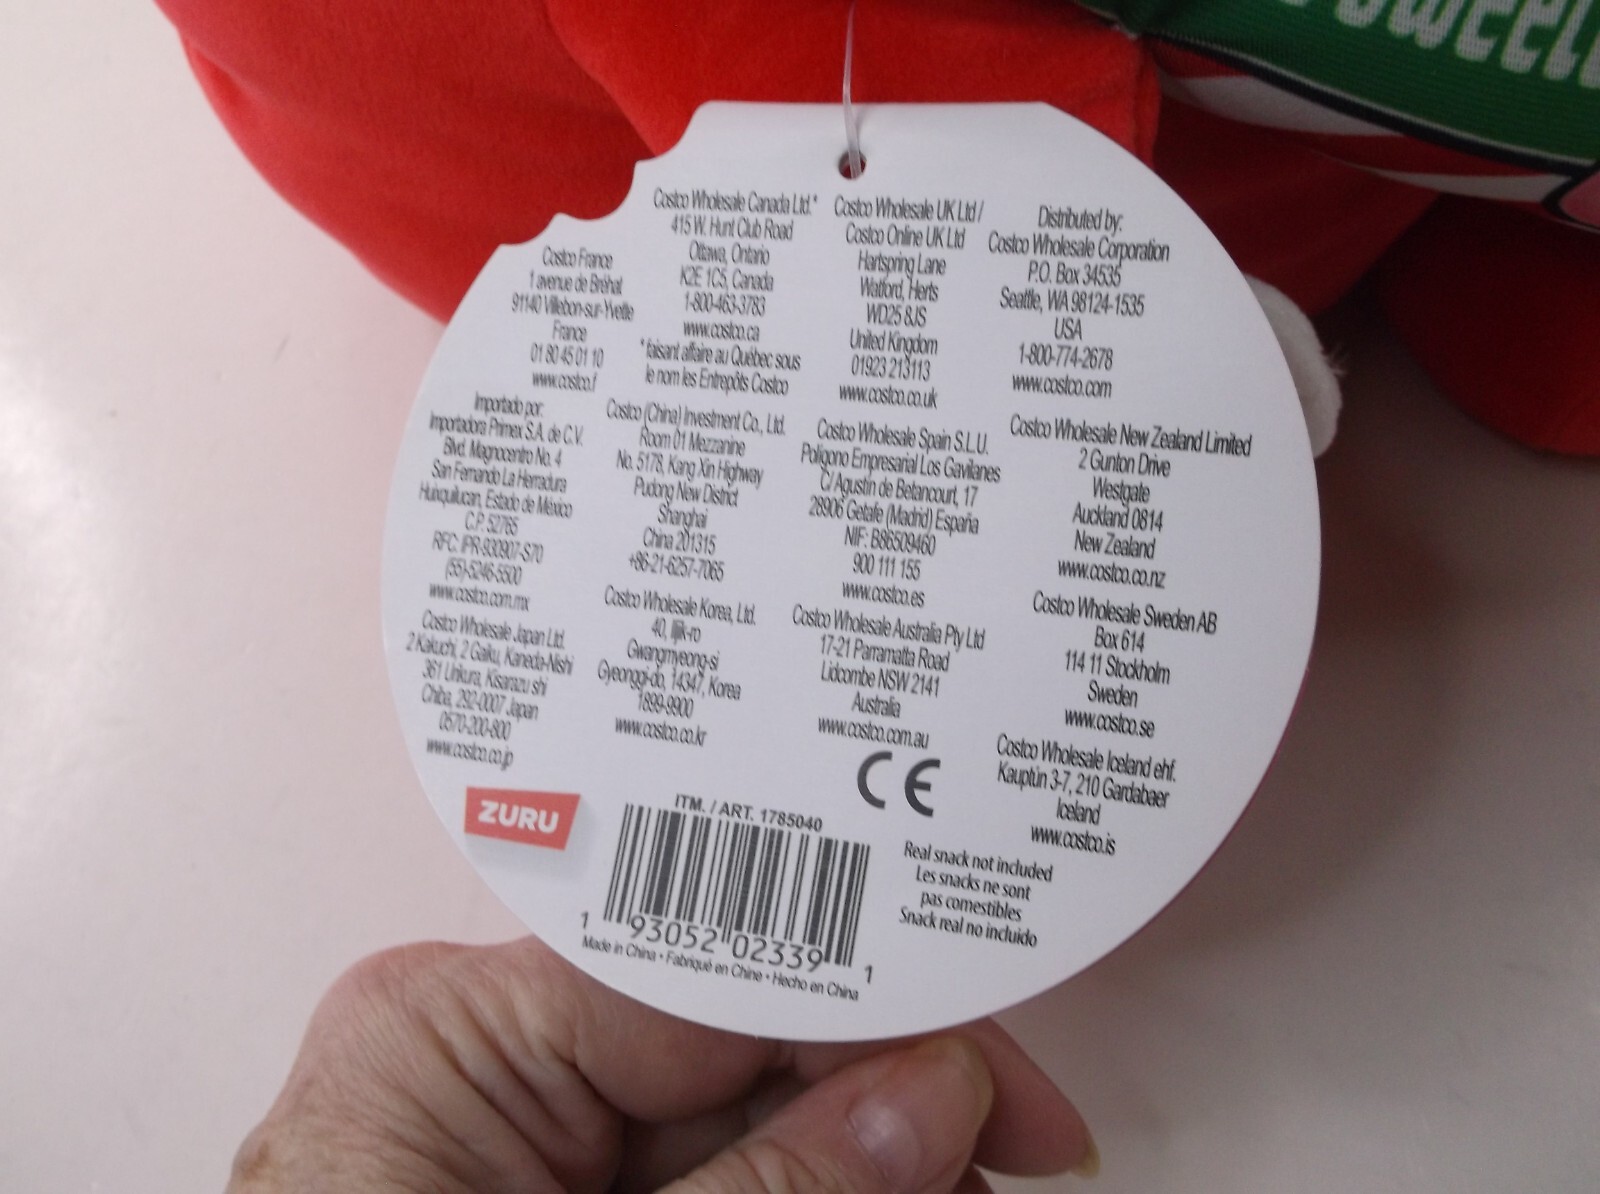 Sweet
Costco France
1 avenue de Bréhat
91140 Villebon-sur-Yvette
France
01 80 45 01 10
www.costco.f
Costco Wholesale Canada Ltd.*
415 W. Hunt Club Road
Ottawa, Ontario
K2E 1C5, Canada
1-800-463-3783
www.costco.ca
*faisant affaire au Québec sous
le nom les Entrepôts Costco
Costco Wholesale UK Ltd /
Costco Online UK Ltd
Hartspring Lane
Watford, Herts
WD25 8JS
United Kingdom
01923 213113
www.costco.co.uk
Distributed by:
Costco Wholesale Corporation
P.O. Box 34535
Seattle, WA 98124-1535
USA
1-800-774-2678
www.costco.com
Importado por:
Importadora Primex S.A. de C.V.
Blvd. Magnocentro No. 4
San Fernando La Herradura
Huixquilucan, Estado de México
C.P. 52765
RFC: IPR-930907-S70
(55)-5246-5500
www.costco.com.mx
Costco (China) Investment Co., Ltd.
Room 01 Mezzanine
No. 5178, Kang Xin Highway
Pudong New District
Shanghai
China 201315
+86-21-6257-7065
Costco Wholesale Spain S.L.U.
Polígono Empresarial Los Gavilanes
C/ Agustín de Betancourt, 17
28906 Getafe (Madrid) España
NIF: B86509460
900 111 155
www.costco.es
Costco Wholesale New Zealand Limited
2 Gunton Drive
Westgate
Auckland 0814
New Zealand
www.costco.co.nz
Costco Wholesale Japan Ltd.
2 Kakuchi, 2 Gaiku, Kaneda-Nishi
361 Urikura, Kisarazu shi
Chiba, 292-0007 Japan
0570-200-800
www.costco.co.jp
Costco Wholesale Korea, Ltd.
40, Iljik-ro
Gwangmyeong-si
Gyeonggi-do, 14347, Korea
1899-9900
www.costco.co.kr
Costco Wholesale Australia Pty Ltd
17-21 Parramatta Road
Lidcombe NSW 2141
Australia
www.costco.com.au
Costco Wholesale Sweden AB
Box 614
114 11 Stockholm
Sweden
www.costco.se
Costco Wholesale Iceland ehf.
Kauptún 3-7, 210 Gardabaer
Iceland
www.costco.is
CE
ZURU
ITM. / ART. 1785040
1 93052 02339 1
Made in China • Fabriqué en Chine • Hecho en China
Real snack not included
Les snacks ne sont
pas comestibles
Snack real no incluido